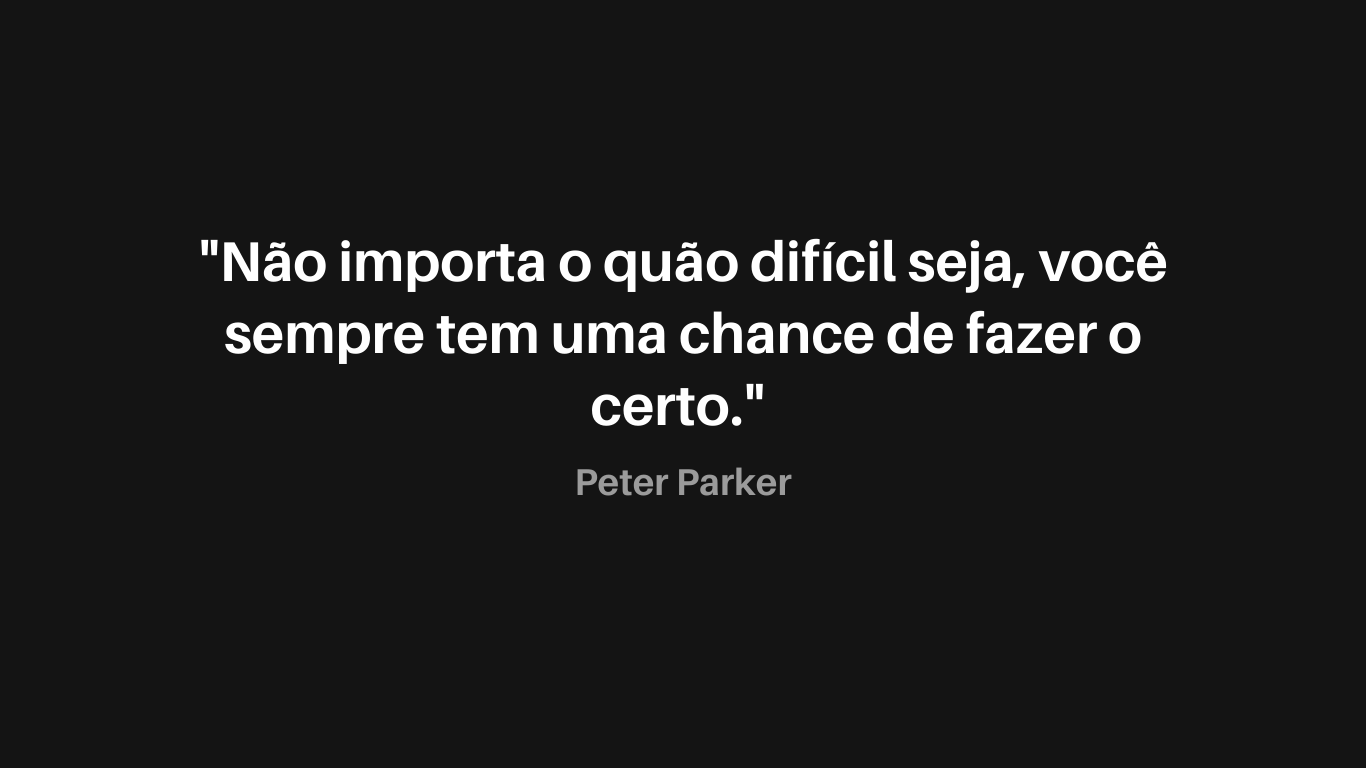 "Não importa o quão difícil seja, você
sempre tem uma chance de fazer o
certo."
Peter Parker